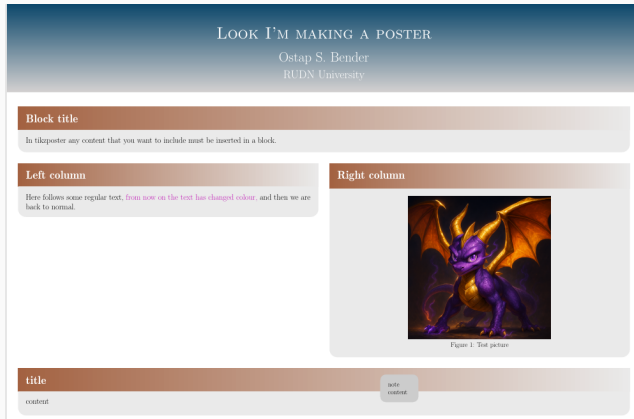 Look I'm making a poster
Ostap S. Bender
RUDN University
Block title
In tikzposter any content that you want to include must be inserted in a block.
Left column
Here follows some regular text, from now on the text has changed colour, and then we are
back to normal.
Right column
Figure 1: Test picture
title
content
note
content